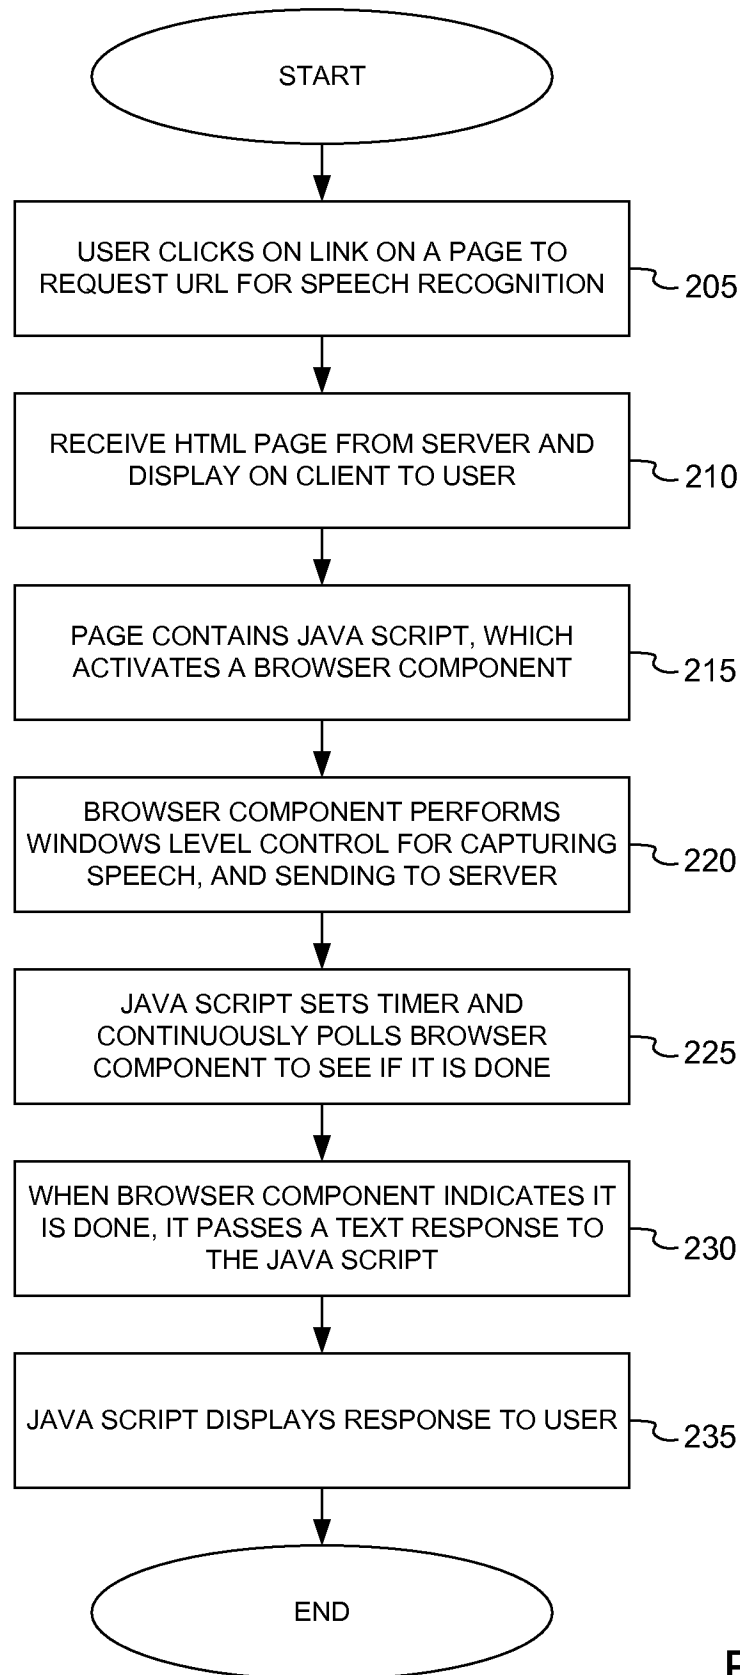 START
USER CLICKS ON LINK ON A PAGE TO
REQUEST URL FOR SPEECH RECOGNITION
205
RECEIVE HTML PAGE FROM SERVER AND
DISPLAY ON CLIENT TO USER
210
PAGE CONTAINS JAVA SCRIPT, WHICH
ACTIVATES A BROWSER COMPONENT
215
BROWSER COMPONENT PERFORMS
WINDOWS LEVEL CONTROL FOR CAPTURING
SPEECH, AND SENDING TO SERVER
220
JAVA SCRIPT SETS TIMER AND
CONTINUOUSLY POLLS BROWSER
COMPONENT TO SEE IF IT IS DONE
225
WHEN BROWSER COMPONENT INDICATES IT
IS DONE, IT PASSES A TEXT RESPONSE TO
THE JAVA SCRIPT
230
JAVA SCRIPT DISPLAYS RESPONSE TO USER
235
END